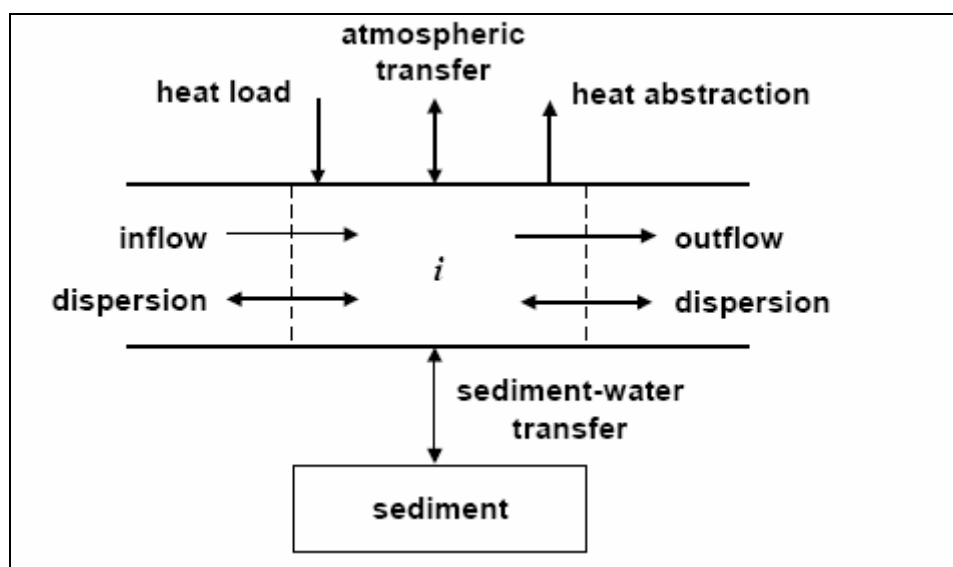 atmospheric
transfer
heat load
heat abstraction
inflow
outflow
i
dispersion
dispersion
sediment-water
transfer
sediment